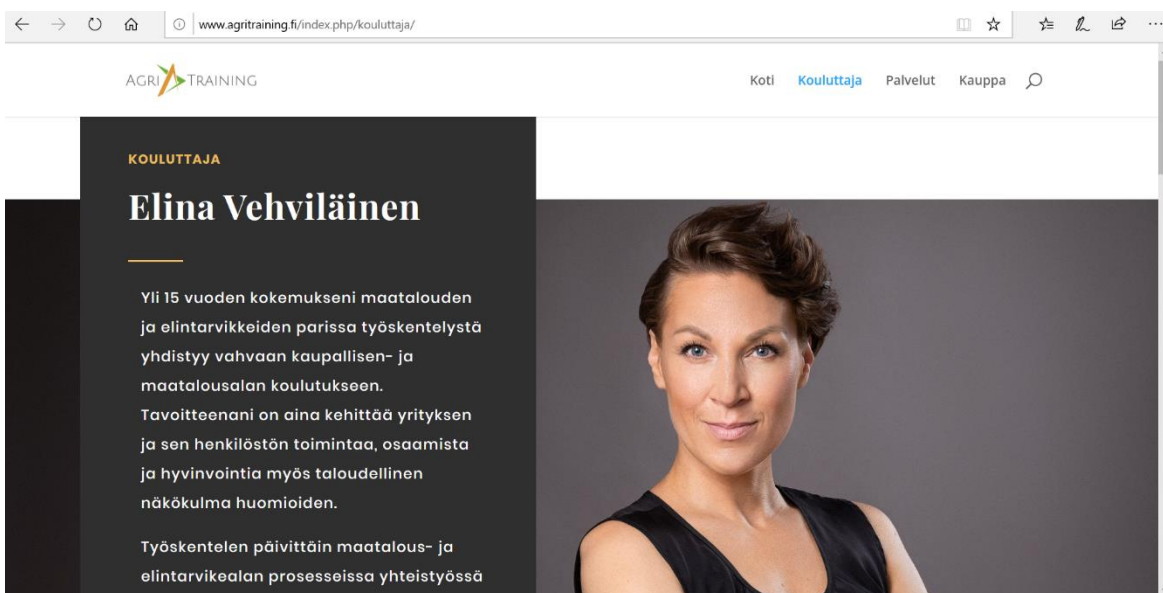 www.agritraining.fi/index.php/kouluttaja/
AGRI TRAINING
Koti Kouluttaja Palvelut Kauppa
KOULUTTAJA
Elina Vehviläinen
Yli 15 vuoden kokemukseni maatalouden
ja elintarvikkeiden parissa työskentelystä
yhdistyy vahvaan kaupallisen- ja
maatalousalan koulutukseen.
Tavoitteenani on aina kehittää yrityksen
ja sen henkilöstön toimintaa, osaamista
ja hyvinvointia myös taloudellinen
näkökulma huomioiden.
Työskentelen päivittäin maatalous- ja
elintarvikealan prosesseissa yhteistyössä